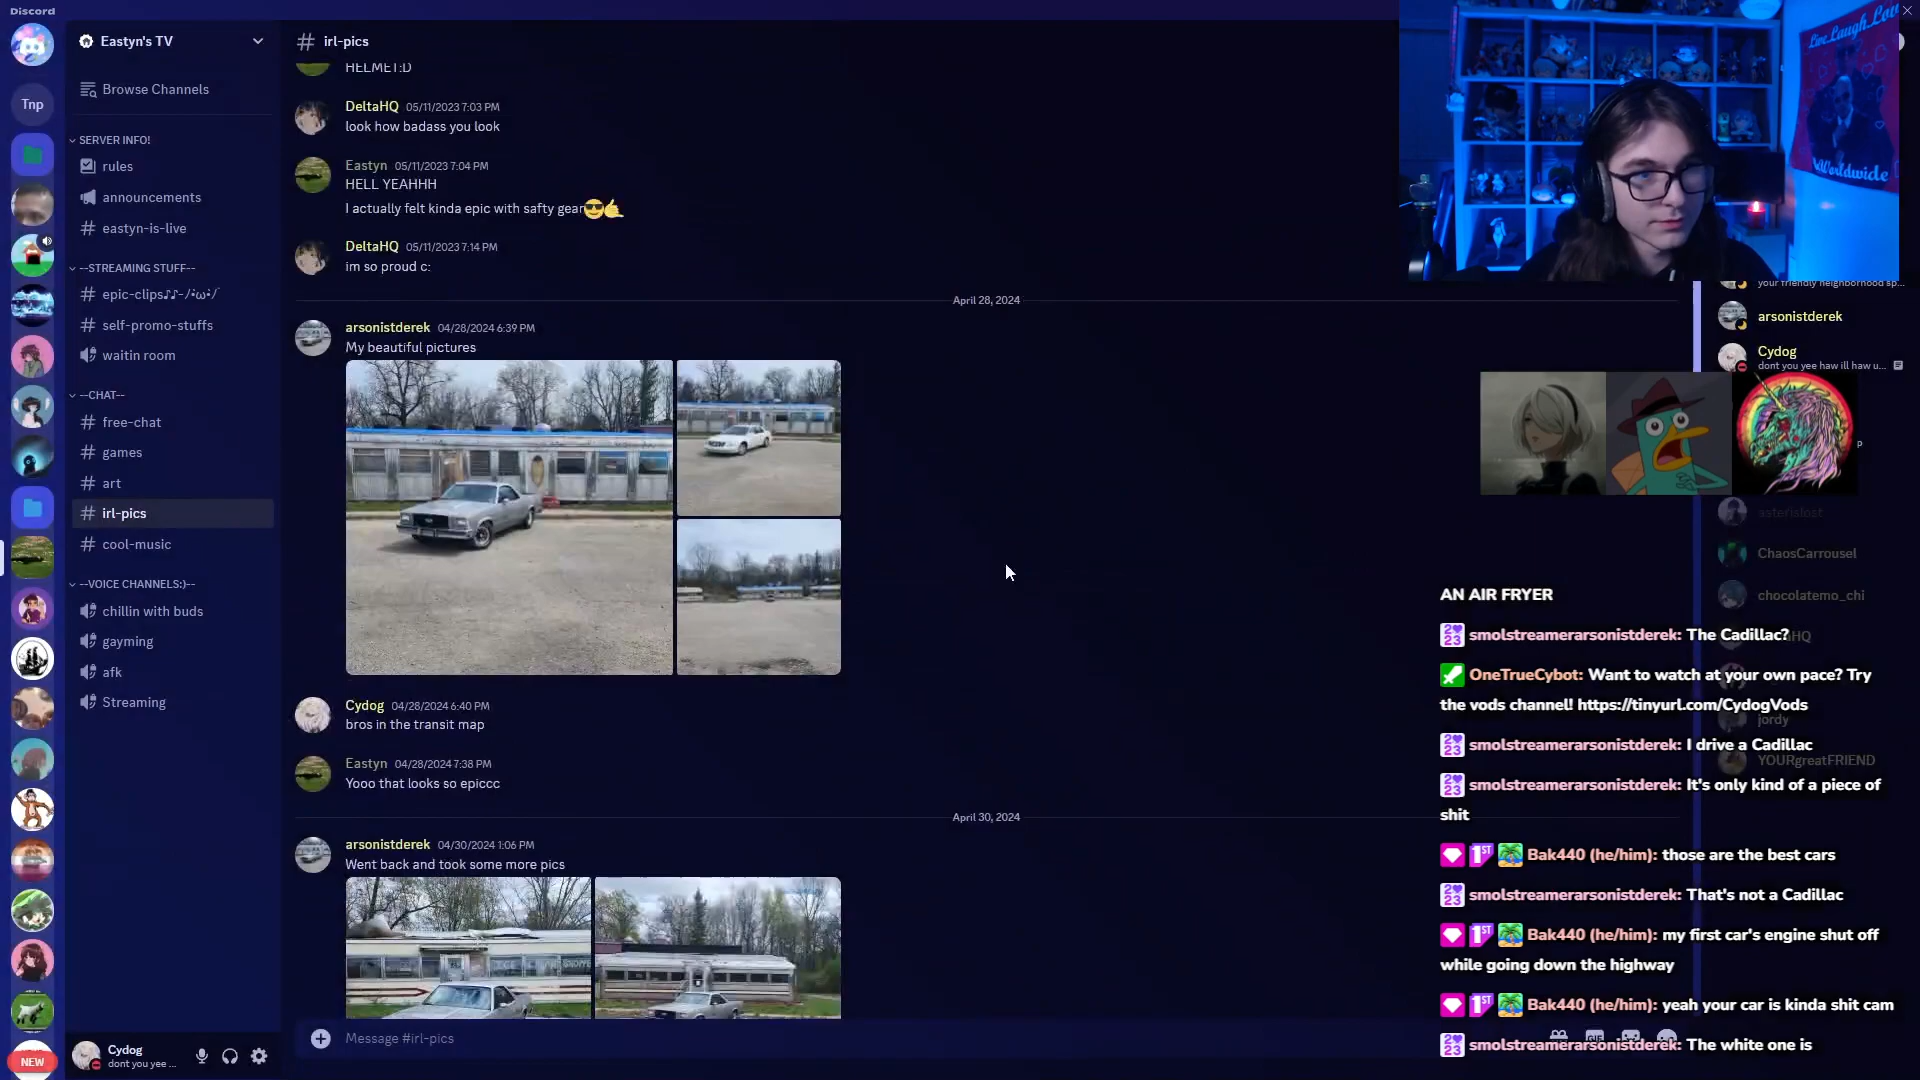 Discord
Eastyn's TV
irl-pics
Tnp
Browse Channels
SERVER INFO!
rules
announcements
eastyn-is-live
--STREAMING STUFF--
self-promo-stuffs
waitin room
--CHAT--
free-chat
games
art
irl-pics
cool-music
--VOICE CHANNELS:)--
chillin with buds
gayming
afk
Streaming
Cydog
dont you yee ...
NEW
HELMET:D
DeltaHQ 05/11/2023 7:03 PM
look how badass you look
Eastyn 05/11/2023 7:04 PM
HELL YEAHHH
I actually felt kinda epic with safty gear😎🤙
DeltaHQ 05/11/2023 7:14 PM
im so proud c:
April 28, 2024
arsonistderek 04/28/2024 6:39 PM
My beautiful pictures
Cydog 04/28/2024 6:40 PM
bros in the transit map
Eastyn 04/28/2024 7:38 PM
Yooo that looks so epiccc
April 30, 2024
arsonistderek 04/30/2024 1:06 PM
Went back and took some more pics
Message #irl-pics
Live Laugh Love
Worldwide
your friendly neighborhood sp...
arsonistderek
Cydog
dont you yee haw ill haw u...
asterislost
ChaosCarrousel
chocolatemo_chi
jordy
YOURgreatFRIEND
AN AIR FRYER
smolstreamerarsonistderek: The Cadillac?
OneTrueCybot: Want to watch at your own pace? Try
the vods channel! https://tinyurl.com/CydogVods
smolstreamerarsonistderek: I drive a Cadillac
smolstreamerarsonistderek: It's only kind of a piece of
shit
Bak440 (he/him): those are the best cars
smolstreamerarsonistderek: That's not a Cadillac
Bak440 (he/him): my first car's engine shut off
while going down the highway
Bak440 (he/him): yeah your car is kinda shit cam
smolstreamerarsonistderek: The white one is